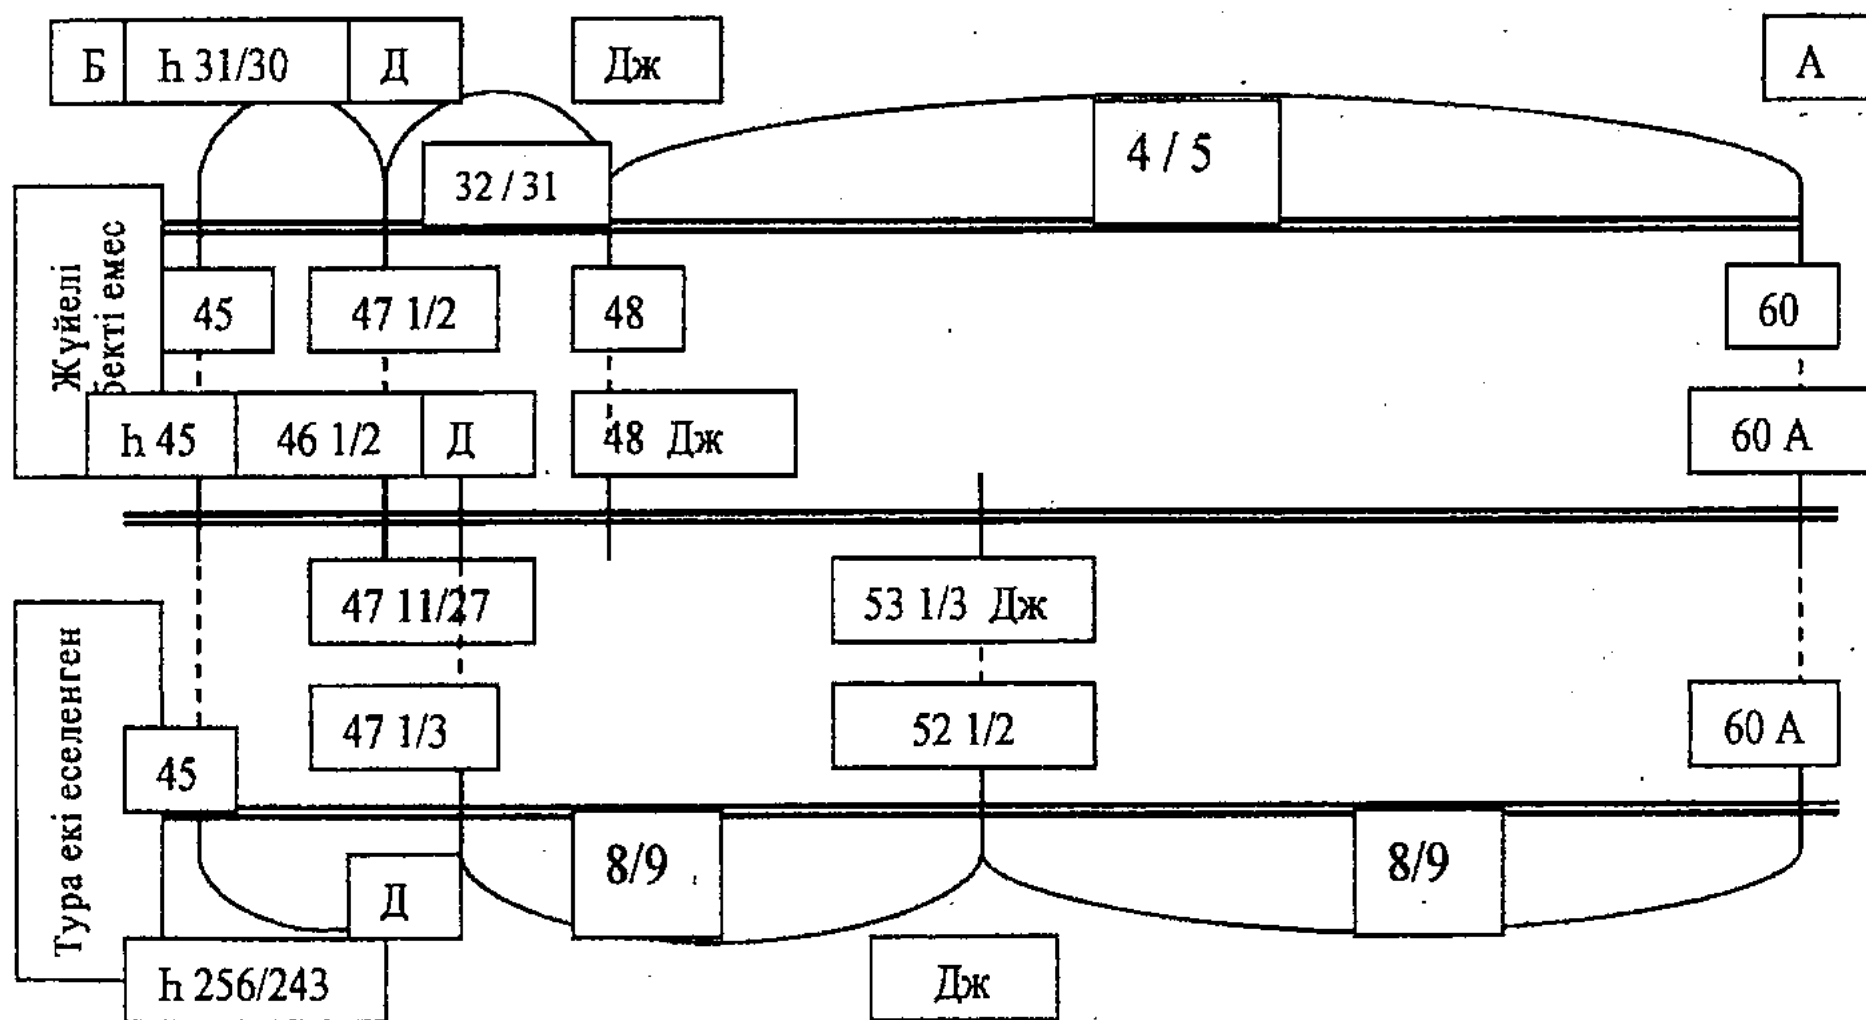 Б һ 31/30 Д Дж А
32 / 31 4 / 5
Жүйелі
бекті емес
45 47 1/2 48 60
һ 45 46 1/2 Д 48 Дж 60 А
47 11/27 53 1/3 Дж
Тура екі еселенген
47 1/3 52 1/2 60 А
45
8/9 8/9
Д
һ 256/243 Дж